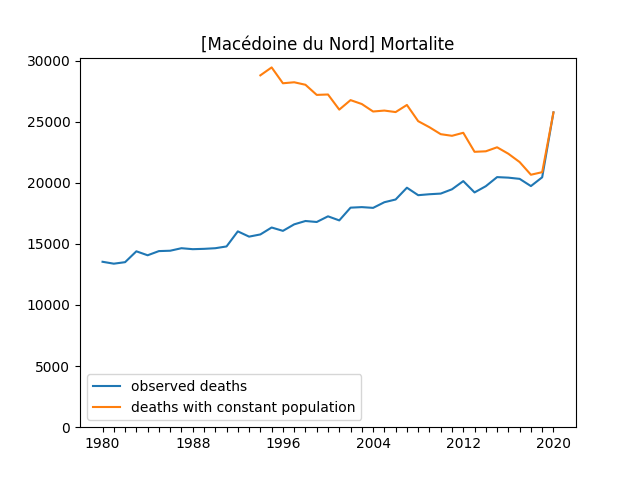 [Macédoine du Nord] Mortalite
30000
25000
20000
15000
10000
5000
0
observed deaths
deaths with constant population
1980 1988 1996 2004 2012 2020